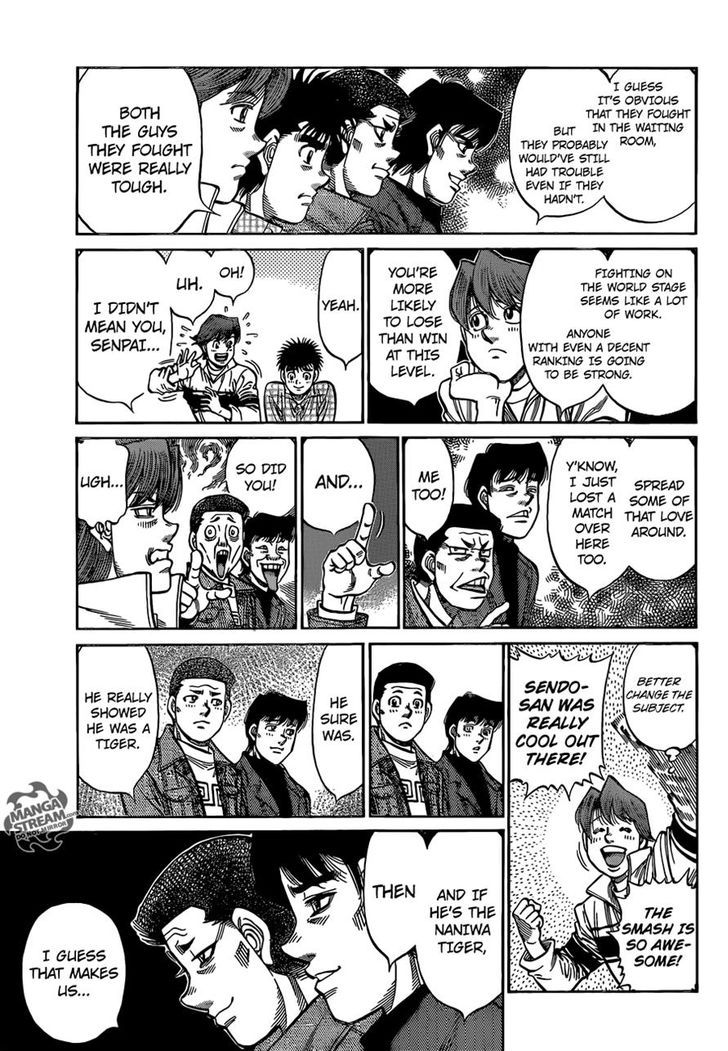 I GUESS
IT'S OBVIOUS
THAT THEY FOUGHT
IN THE WAITING
ROOM,
BUT
THEY PROBABLY
WOULD'VE STILL
HAD TROUBLE
EVEN IF THEY
HADN'T.
BOTH
THE GUYS
THEY FOUGHT
WERE REALLY
TOUGH.
FIGHTING ON
THE WORLD STAGE
SEEMS LIKE A LOT
OF WORK.
ANYONE
WITH EVEN A DECENT
RANKING IS GOING
TO BE STRONG.
YOU'RE
MORE
LIKELY
TO LOSE
THAN WIN
AT THIS
LEVEL.
YEAH.
OH!
UH.
I DIDN'T
MEAN YOU,
SENPAI...
SPREAD
SOME OF
THAT LOVE
AROUND.
Y'KNOW,
I JUST
LOST A
MATCH
OVER
HERE
TOO.
ME
TOO!
AND...
SO DID
YOU!
UGH...
BETTER
CHANGE THE
SUBJECT.
SENDO-
SAN WAS
REALLY
COOL OUT
THERE!
THE
SMASH IS
SO AWE-
SOME!
HE
SURE
WAS.
HE REALLY
SHOWED
HE WAS A
TIGER.
AND IF
HE'S THE
NANIWA
TIGER,
THEN
I GUESS
THAT MAKES
US...
MANGA
STREAM.com
DO NOT MIRROR!